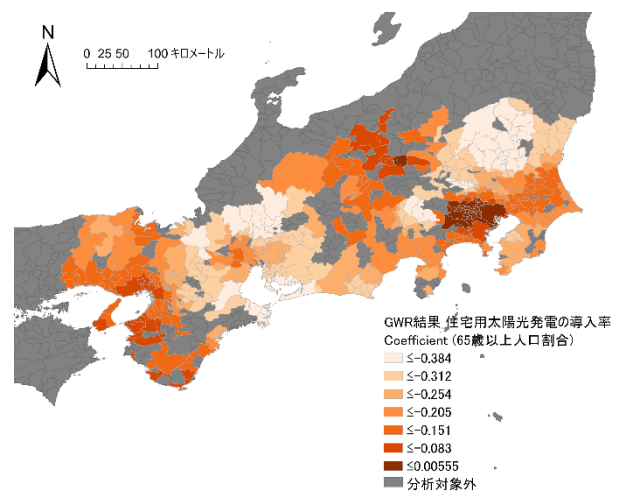 N
0 25 50 100 キロメートル
GWR結果 住宅用太陽光発電の導入率
Coefficient (65歳以上人口割合)
≤-0.384
≤-0.312
≤-0.254
≤-0.205
≤-0.151
≤-0.083
≤0.00555
分析対象外